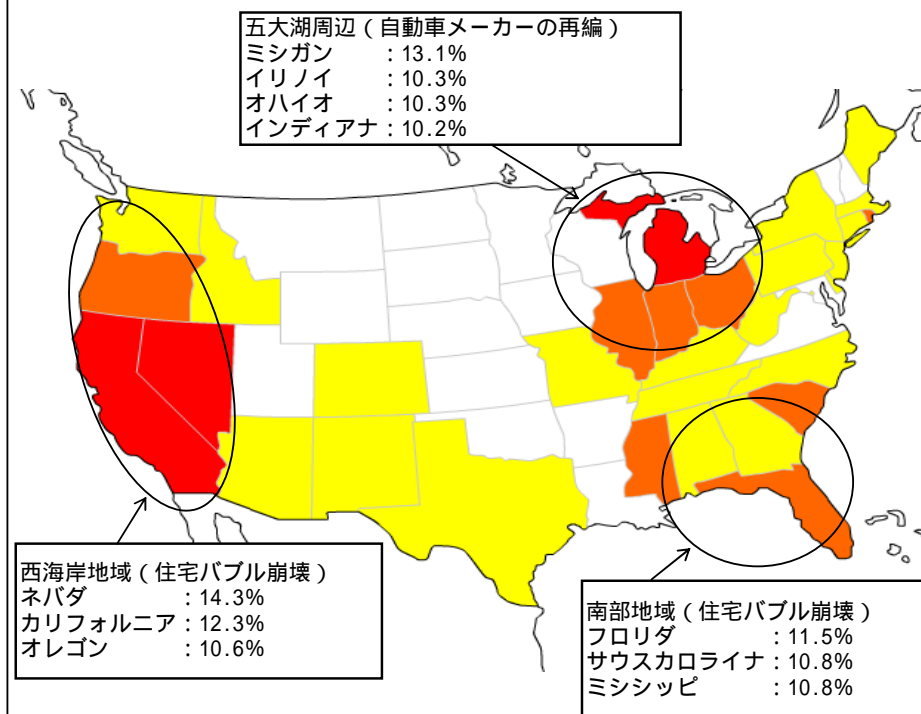 五大湖周辺（自動車メーカーの再編）
ミシガン　　：13.1%
イリノイ　　：10.3%
オハイオ　　：10.3%
インディアナ：10.2%
西海岸地域（住宅バブル崩壊）
ネバダ　　　　：14.3%
カリフォルニア：12.3%
オレゴン　　　：10.6%
南部地域（住宅バブル崩壊）
フロリダ　　　　：11.5%
サウスカロライナ：10.8%
ミシシッピ　　　：10.8%